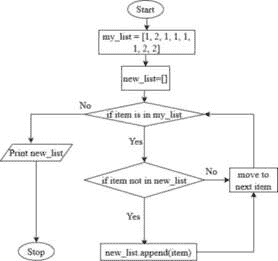 Start
my_list = [1, 2, 1, 1, 1,
1, 2, 2]
new_list=[]
No
if item is in my_list
Print new_list
Yes
if item not in new_list
No
move to
next item
Yes
Stop
new_list.append(item)